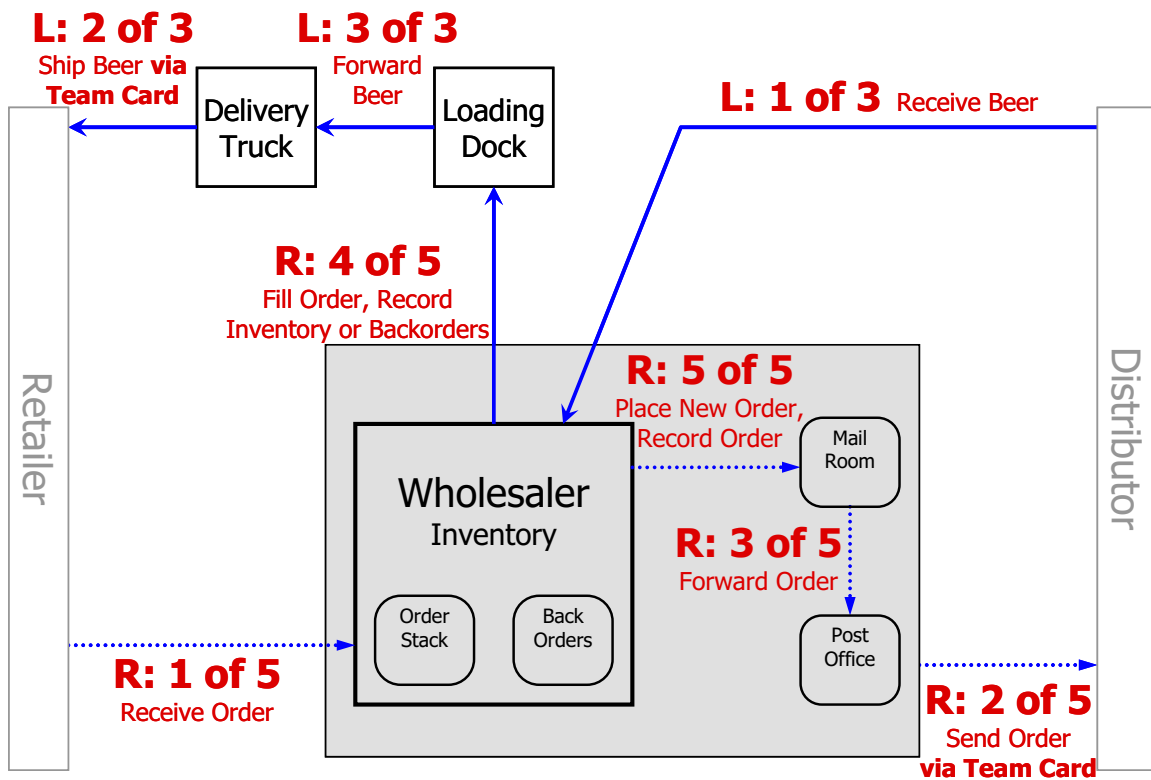 L: 2 of 3
Ship Beer via
Team Card
L: 3 of 3
Forward
Beer
L: 1 of 3 Receive Beer
Delivery
Truck
Loading
Dock
R: 4 of 5
Fill Order, Record
Inventory or Backorders
Retailer
Distributor
R: 5 of 5
Place New Order,
Record Order
Mail
Room
Wholesaler
Inventory
R: 3 of 5
Forward Order
Order
Stack
Back
Orders
Post
Office
R: 1 of 5
Receive Order
R: 2 of 5
Send Order
via Team Card